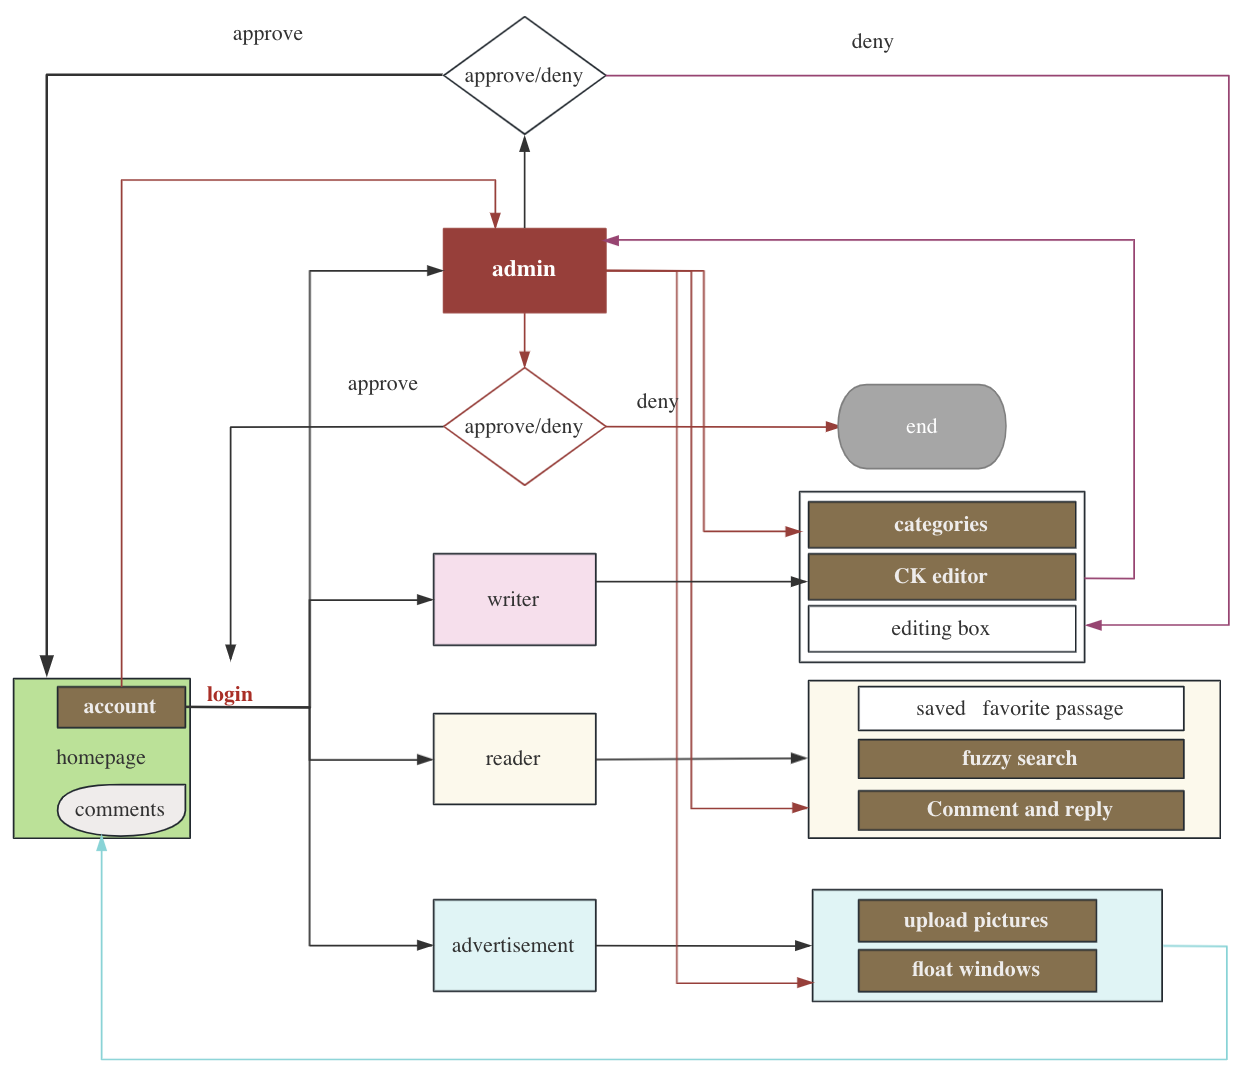 approve
deny
approve/deny
admin
approve
deny
approve/deny
end
categories
CK editor
editing box
writer
login
account
homepage
comments
reader
saved favorite passage
fuzzy search
Comment and reply
advertisement
upload pictures
float windows